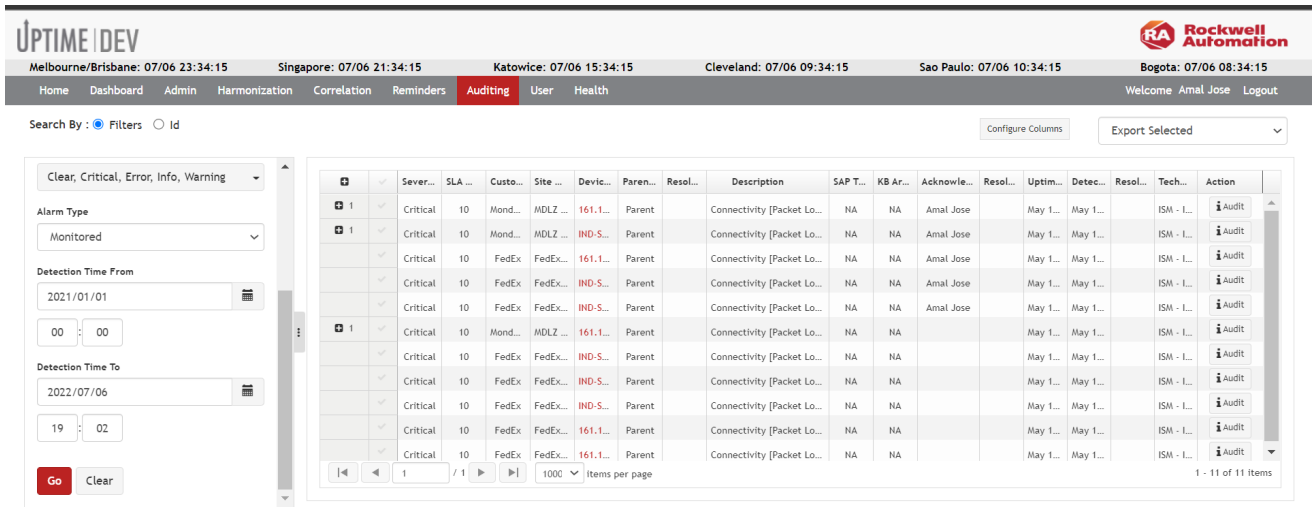 UPTIME|DEV
Rockwell
Automation
Melbourne/Brisbane: 07/06 23:34:15 Singapore: 07/06 21:34:15 Katowice: 07/06 15:34:15 Cleveland: 07/06 09:34:15 Sao Paulo: 07/06 10:34:15 Bogota: 07/06 08:34:15
Home Dashboard Admin Harmonization Correlation Reminders Auditing User Health Welcome Amal Jose Logout
Search By : Filters Id
Configure Columns Export Selected
Clear, Critical, Error, Info, Warning
Alarm Type
Monitored
Detection Time From
2021/01/01
00 : 00
Detection Time To
2022/07/06
19 : 02
Go Clear
Sever... SLA ... Custo... Site ... Devic... Paren... Resol... Description SAP T... KB Ar... Acknowle... Resol... Uptim... Detec... Resol... Tech... Action
1 Critical 10 Mond... MDLZ ... 161.1... Parent Connectivity [Packet Lo... NA NA Amal Jose May 1... May 1... ISM - I... Audit
1 Critical 10 Mond... MDLZ ... IND-S... Parent Connectivity [Packet Lo... NA NA Amal Jose May 1... May 1... ISM - I... Audit
Critical 10 FedEx FedEx... 161.1... Parent Connectivity [Packet Lo... NA NA Amal Jose May 1... May 1... ISM - I... Audit
Critical 10 FedEx FedEx... IND-S... Parent Connectivity [Packet Lo... NA NA Amal Jose May 1... May 1... ISM - I... Audit
Critical 10 FedEx FedEx... IND-S... Parent Connectivity [Packet Lo... NA NA Amal Jose May 1... May 1... ISM - I... Audit
1 Critical 10 Mond... MDLZ ... 161.1... Parent Connectivity [Packet Lo... NA NA May 1... May 1... ISM - I... Audit
Critical 10 FedEx FedEx... IND-S... Parent Connectivity [Packet Lo... NA NA May 1... May 1... ISM - I... Audit
Critical 10 FedEx FedEx... IND-S... Parent Connectivity [Packet Lo... NA NA May 1... May 1... ISM - I... Audit
Critical 10 FedEx FedEx... IND-S... Parent Connectivity [Packet Lo... NA NA May 1... May 1... ISM - I... Audit
Critical 10 FedEx FedEx... 161.1... Parent Connectivity [Packet Lo... NA NA May 1... May 1... ISM - I... Audit
Critical 10 FedEx FedEx... 161.1... Parent Connectivity [Packet Lo... NA NA May 1... May 1... ISM - I... Audit
1 / 1 1000 items per page 1 - 11 of 11 items